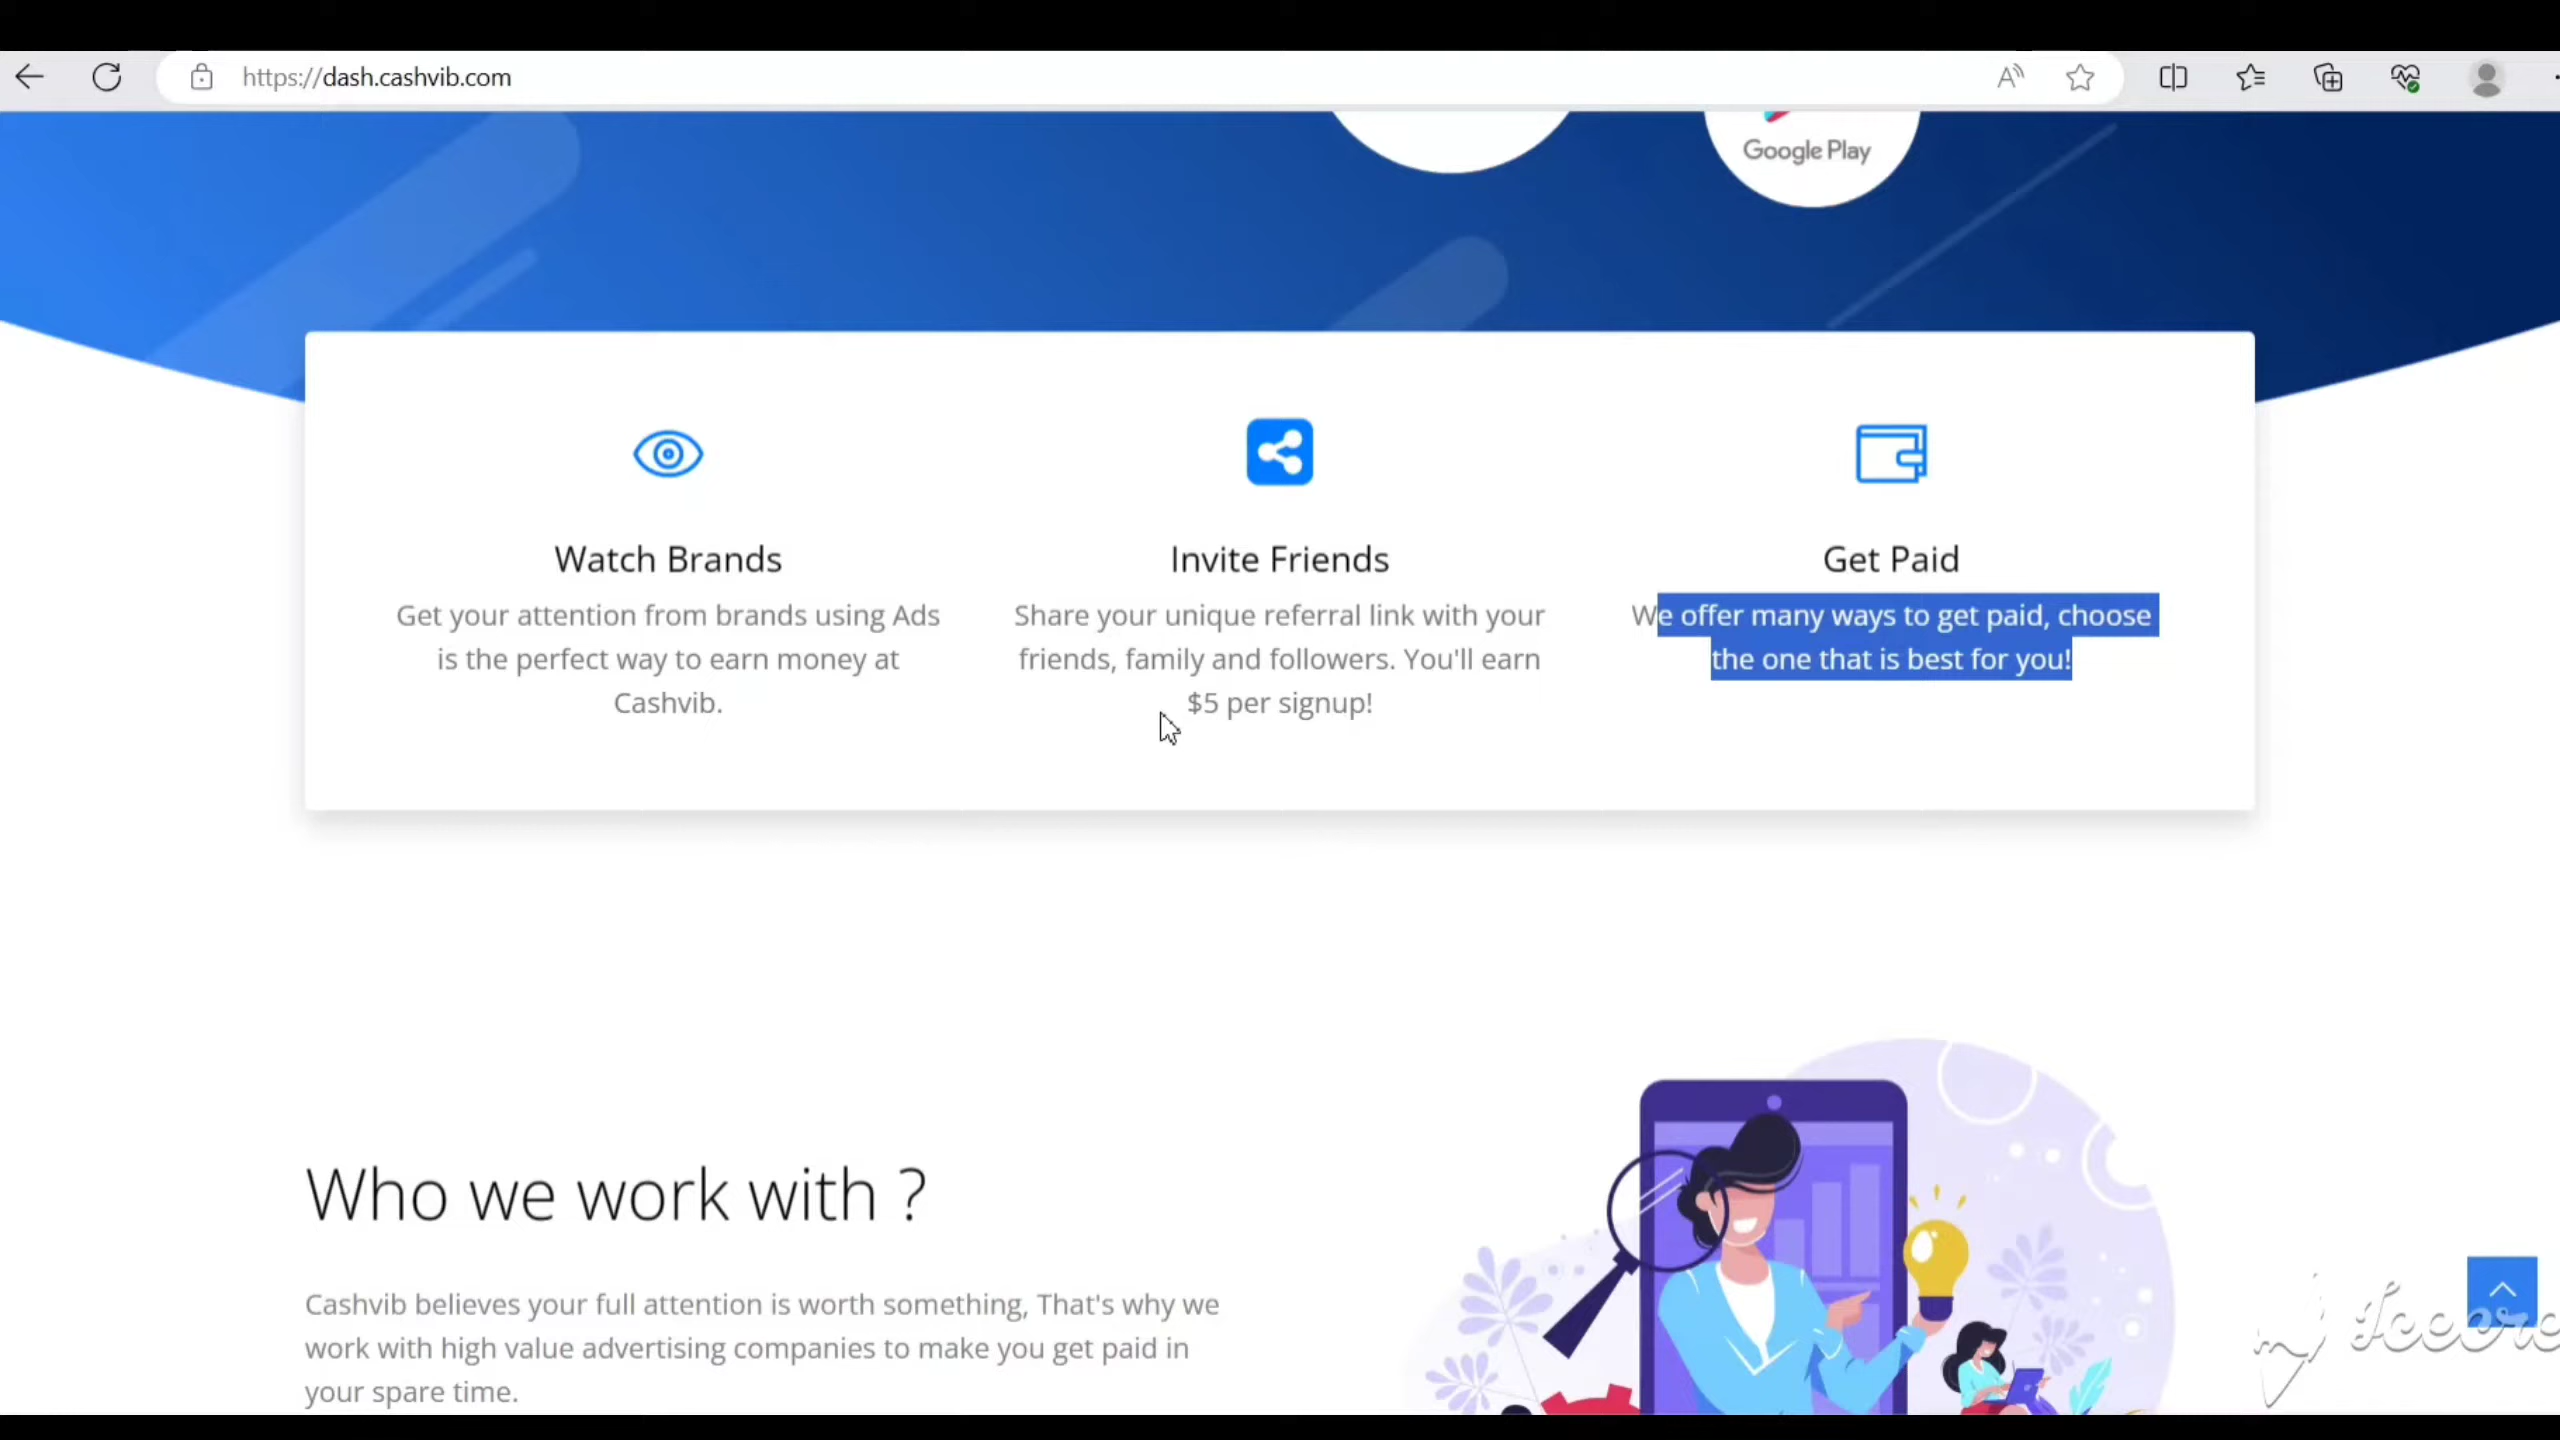 https://dash.cashvib.com
Google Play
Watch Brands
Get your attention from brands using Ads
is the perfect way to earn money at
Cashvib.
Invite Friends
Share your unique referral link with your
friends, family and followers. You'll earn
$5 per signup!
Get Paid
We offer many ways to get paid, choose
the one that is best for you!
Who we work with ?
Cashvib believes your full attention is worth something, That's why we
work with high value advertising companies to make you get paid in
your spare time.